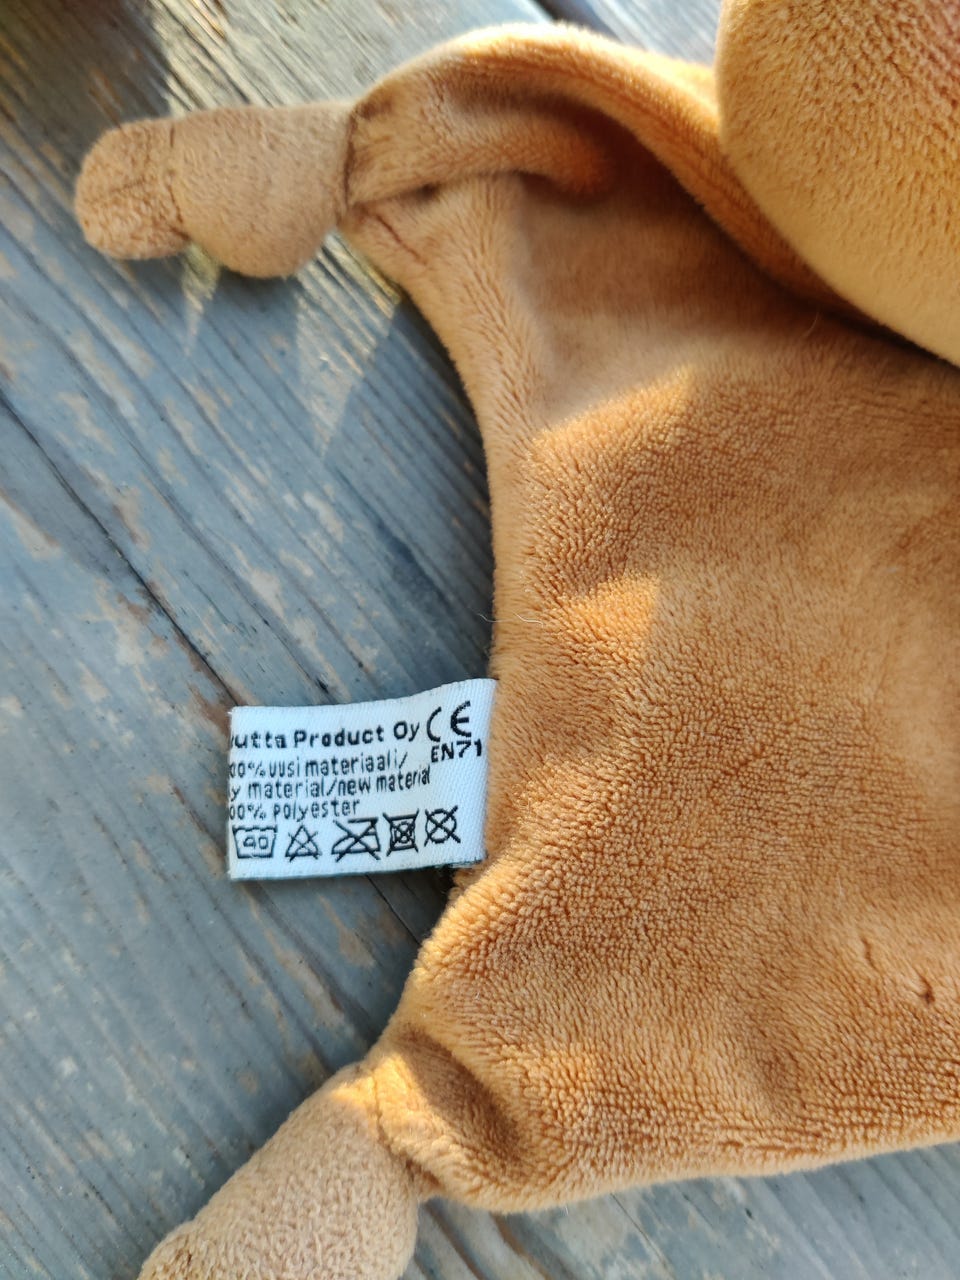 utta Product Oy CE
EN71
00% uusi materiaali/
y material/new material
00% polyester
40